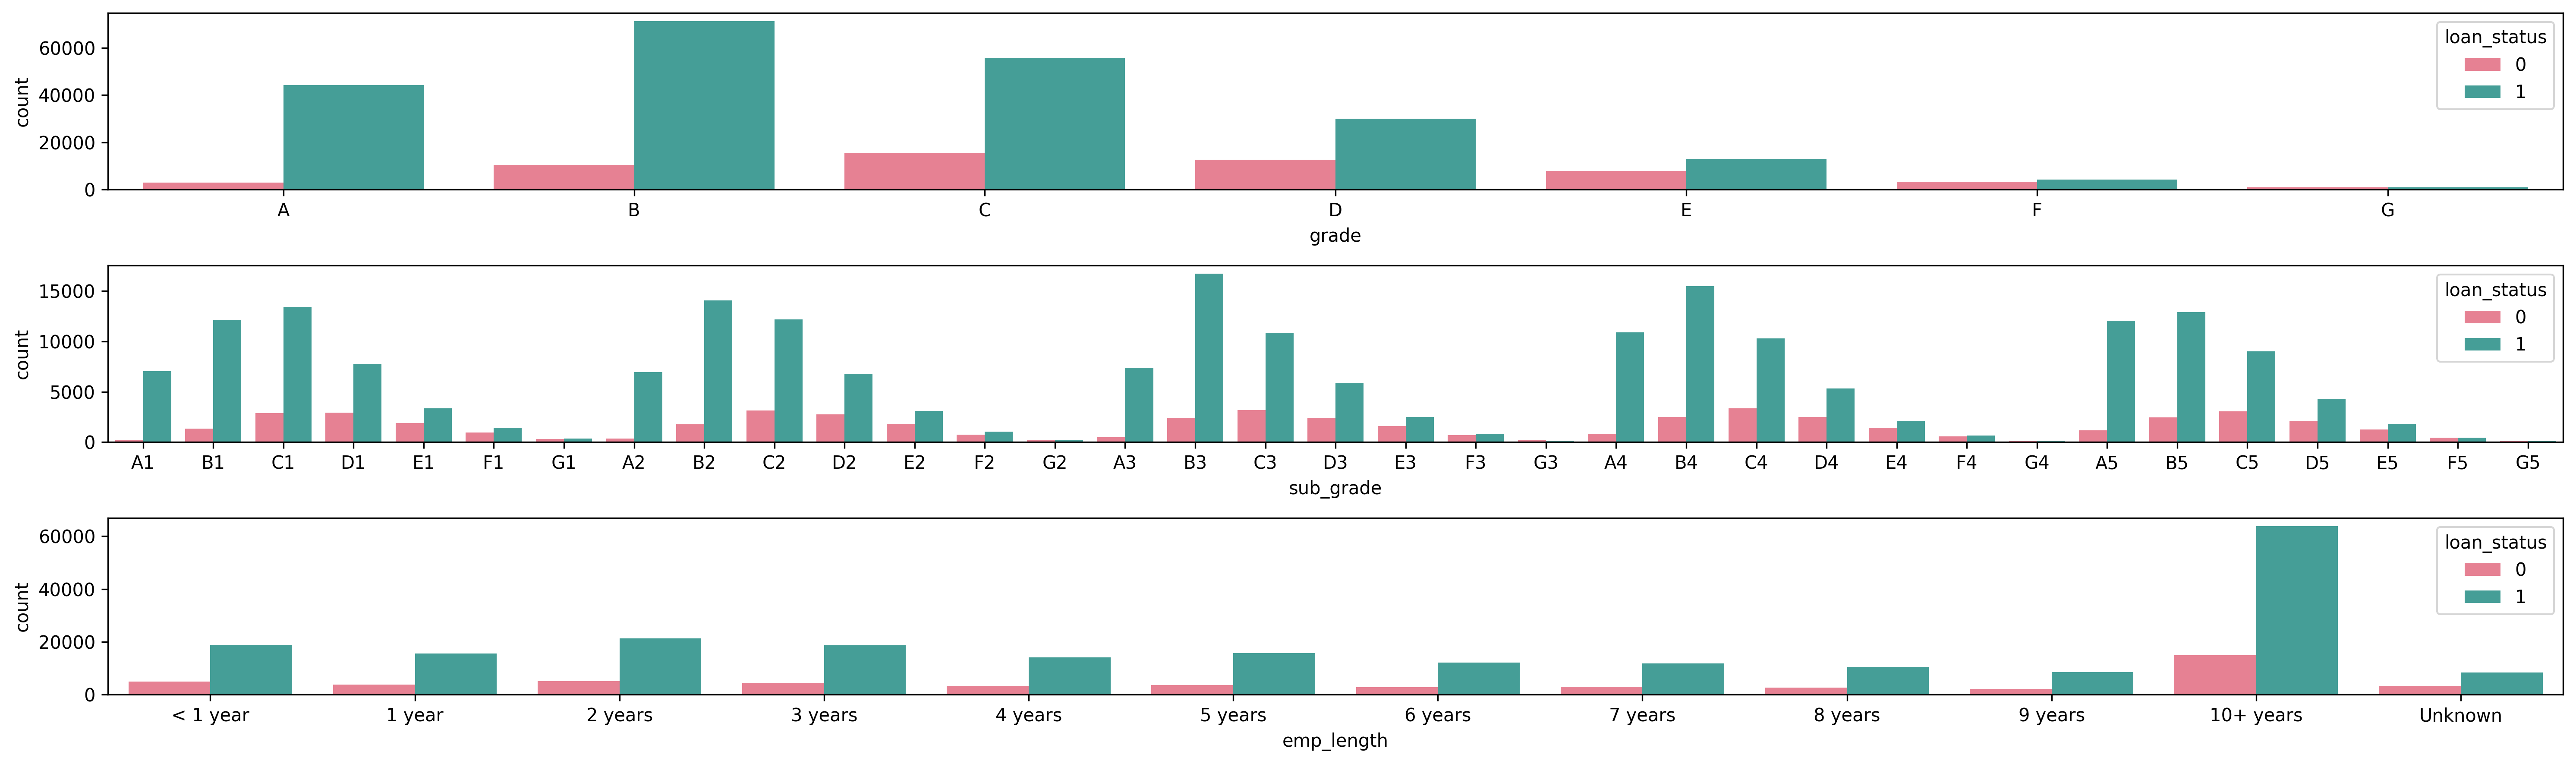 60000
40000
20000
0
count
loan_status
0
1
A B C D E F G
grade
15000
10000
5000
0
count
loan_status
0
1
A1 B1 C1 D1 E1 F1 G1 A2 B2 C2 D2 E2 F2 G2 A3 B3 C3 D3 E3 F3 G3 A4 B4 C4 D4 E4 F4 G4 A5 B5 C5 D5 E5 F5 G5
sub_grade
60000
40000
20000
0
count
loan_status
0
1
< 1 year 1 year 2 years 3 years 4 years 5 years 6 years 7 years 8 years 9 years 10+ years Unknown
emp_length